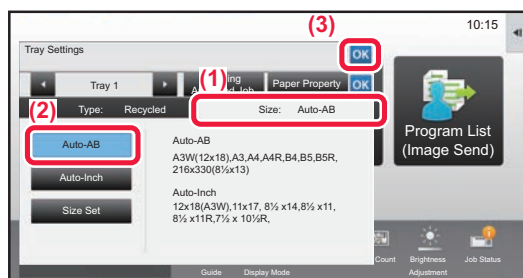 (3)
10:15
Tray Settings
OK
Tray 1
(1)
ing
Job
Paper Property
OK
(2)
Type: Recycled
Size: Auto-AB
Auto-AB
Auto-Inch
Size Set
Auto-AB
A3W(12x18),A3,A4,A4R,B4,B5,B5R,
216x330(8½x13)
Auto-Inch
12x18(A3W),11x17, 8½ x14,8½ x11,
8½ x11R,7½ x 10½R,
Program List
(Image Send)
Count
Brightness
Adjustment
Job Status
Guide
Display Mode